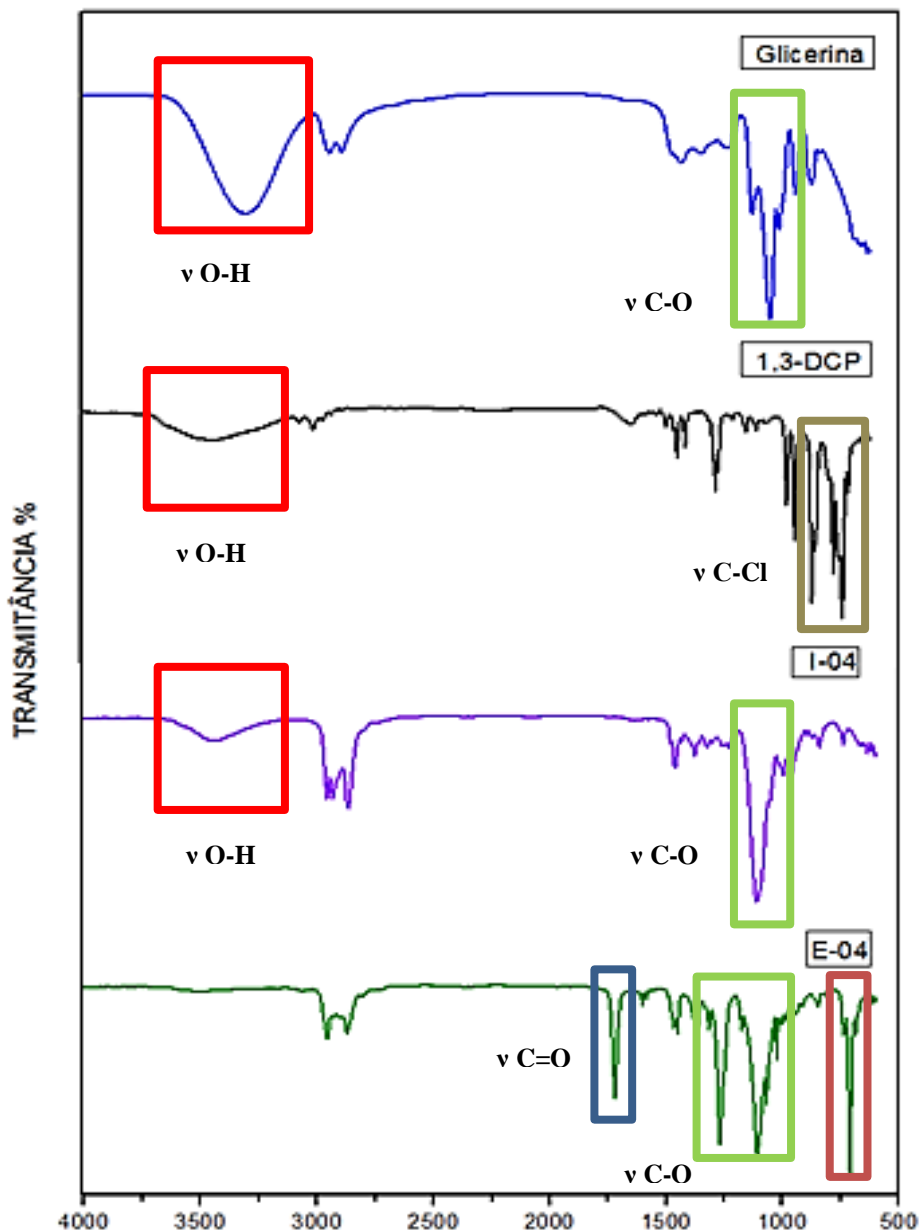 Glicerina
ν O-H
ν C-O
1,3-DCP
ν O-H
ν C-Cl
I-04
ν O-H
ν C-O
E-04
ν C=O
ν C-O
TRANSMITÂNCIA %
4000 3500 3000 2500 2000 1500 1000 500